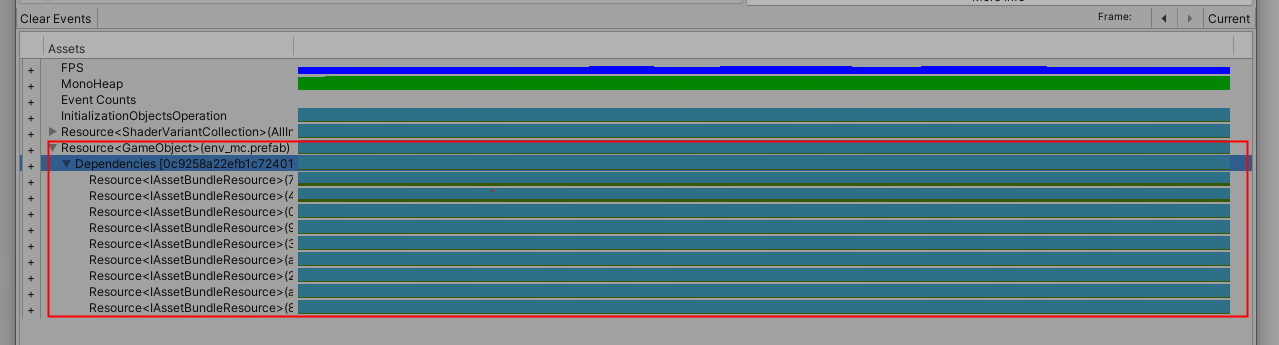 Clear Events
Frame:
Current
Assets
FPS
MonoHeap
Event Counts
InitializationObjectsOperation
Resource<ShaderVariantCollection>(AllIn
Resource<GameObject>(env_mc.prefab)
Dependencies [0c9258a22efb1c72401
Resource<IAssetBundleResource>(7
Resource<IAssetBundleResource>(4
Resource<IAssetBundleResource>(0
Resource<IAssetBundleResource>(9
Resource<IAssetBundleResource>(3
Resource<IAssetBundleResource>(a
Resource<IAssetBundleResource>(2
Resource<IAssetBundleResource>(a
Resource<IAssetBundleResource>(8